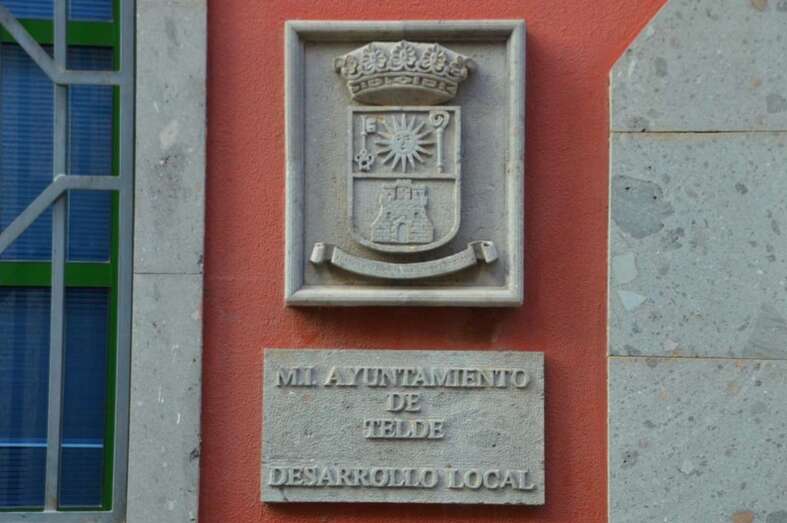 M.I. AYUNTAMIENTO
DE
TELDE
DESARROLLO LOCAL